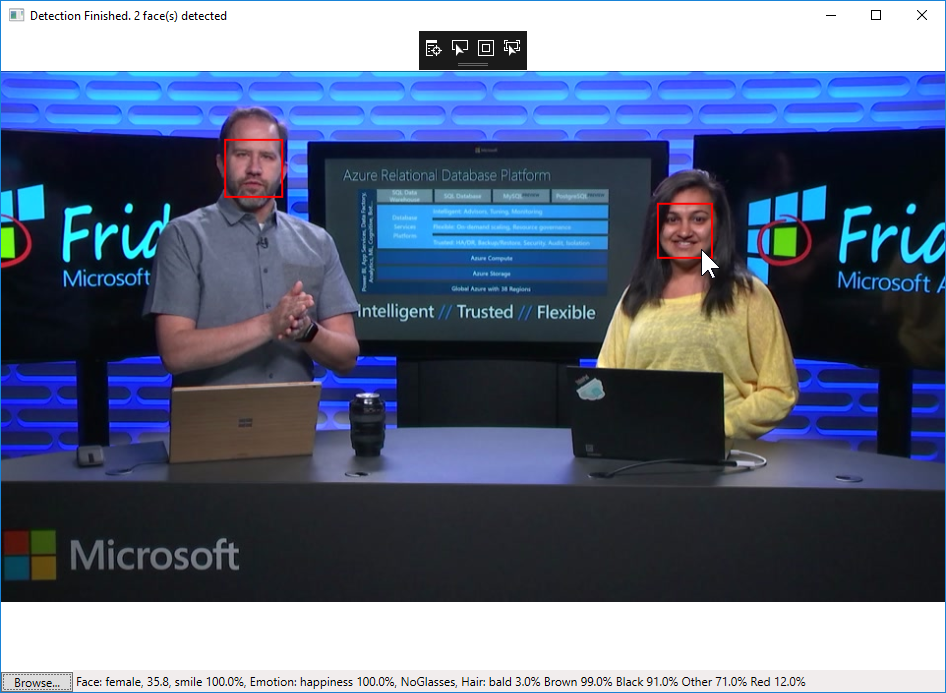 Detection Finished. 2 face(s) detected
Azure Relational Database Platform
Microsoft
SQL Data Warehouse
SQL Database
MySQL PREVIEW
PostgreSQL PREVIEW
Power BI, App Services, Data Factory, Analytics, ML, Cognitive, Bot...
Database Services Platform
Intelligent: Advisors, Tuning, Monitoring
Flexible: On-demand scaling, Resource governance
Trusted: HA/DR, Backup/Restore, Security, Audit, Isolation
Azure Compute
Azure Storage
Global Azure with 38 Regions
Intelligent // Trusted // Flexible
Frid
Microsoft
Frid
Microsoft A
Microsoft
Browse...
Face: female, 35.8, smile 100.0%, Emotion: happiness 100.0%, NoGlasses, Hair: bald 3.0% Brown 99.0% Black 91.0% Other 71.0% Red 12.0%